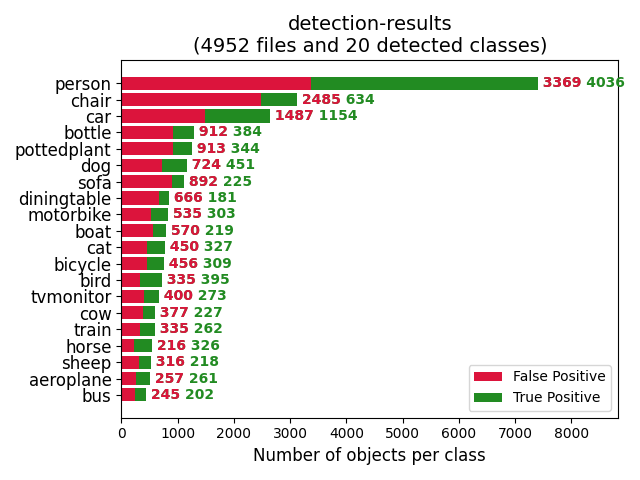 detection-results
(4952 files and 20 detected classes)
person 3369 4036
chair 2485 634
car 1487 1154
bottle 912 384
pottedplant 913 344
dog 724 451
sofa 892 225
diningtable 666 181
motorbike 535 303
boat 570 219
cat 450 327
bicycle 456 309
bird 335 395
tvmonitor 400 273
cow 377 227
train 335 262
horse 216 326
sheep 316 218
aeroplane 257 261
bus 245 202
False Positive
True Positive
0 1000 2000 3000 4000 5000 6000 7000 8000
Number of objects per class